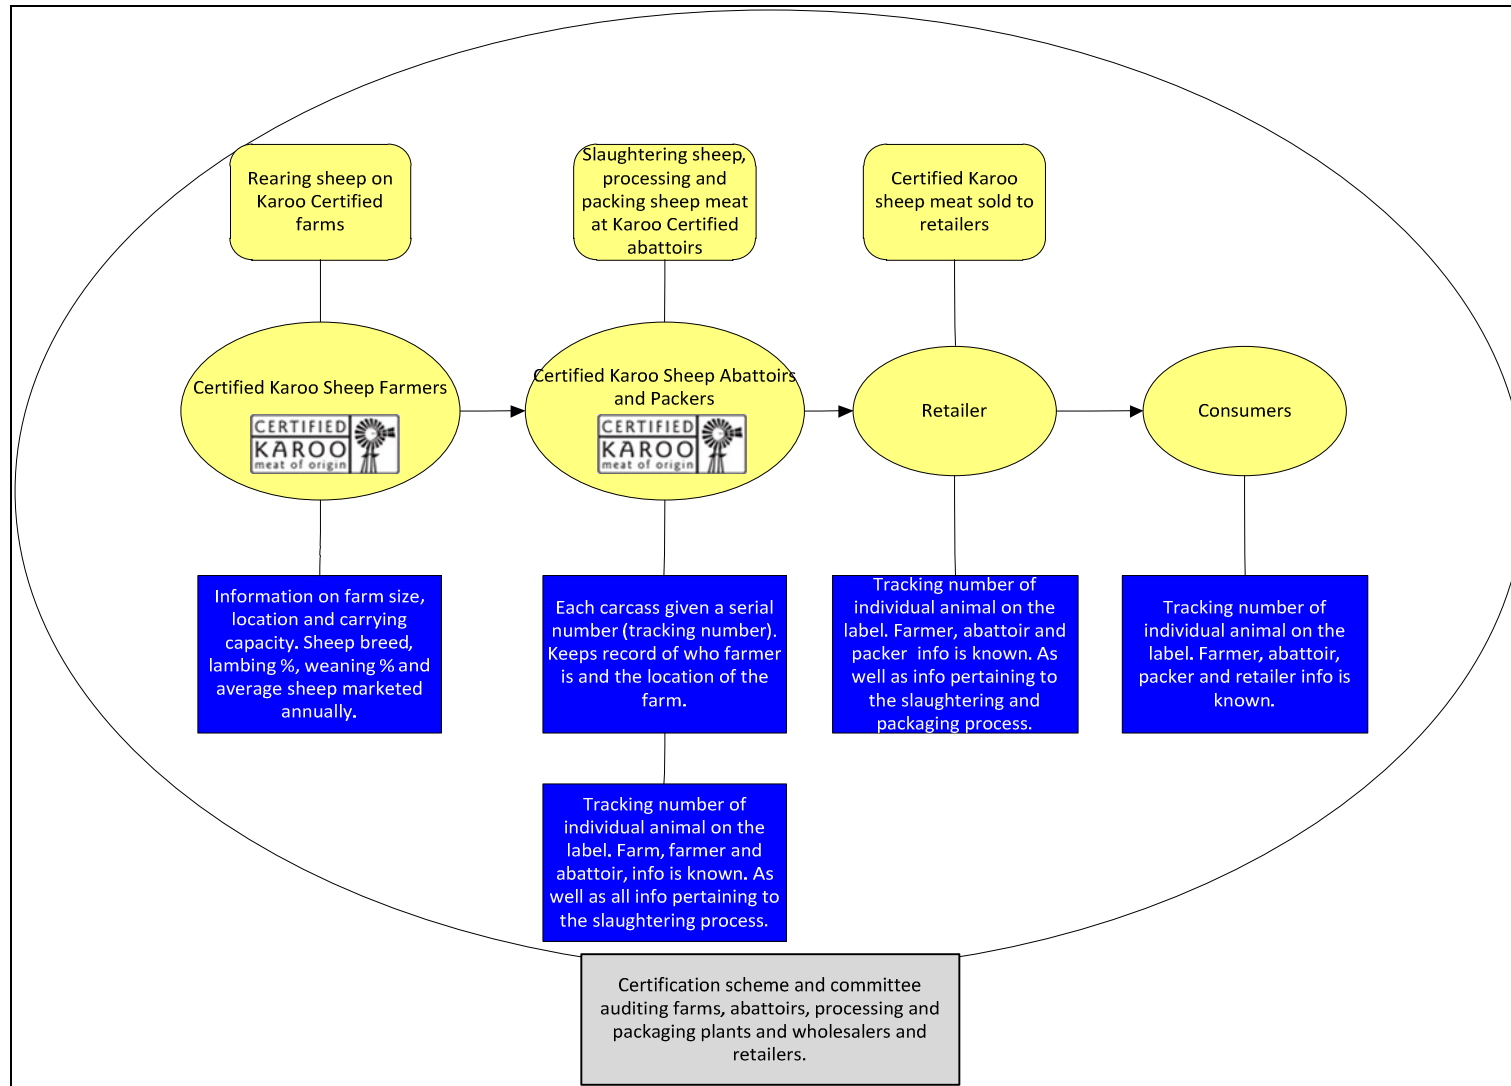 Rearing sheep on
Karoo Certified
farms
Slaughtering sheep,
processing and
packing sheep meat
at Karoo Certified
abattoirs
Certified Karoo
sheep meat sold to
retailers
Certified Karoo Sheep Farmers
CERTIFIED
KAROO
meat of origin
Certified Karoo Sheep Abattoirs
and Packers
CERTIFIED
KAROO
meat of origin
Retailer
Consumers
Information on farm size,
location and carrying
capacity. Sheep breed,
lambing %, weaning % and
average sheep marketed
annually.
Each carcass given a serial
number (tracking number).
Keeps record of who farmer
is and the location of the
farm.
Tracking number of
individual animal on the
label. Farmer, abattoir and
packer info is known. As
well as info pertaining to
the slaughtering and
packaging process.
Tracking number of
individual animal on the
label. Farmer, abattoir,
packer and retailer info is
known.
Tracking number of
individual animal on the
label. Farm, farmer and
abattoir, info is known. As
well as all info pertaining to
the slaughtering process.
Certification scheme and committee
auditing farms, abattoirs, processing and
packaging plants and wholesalers and
retailers.